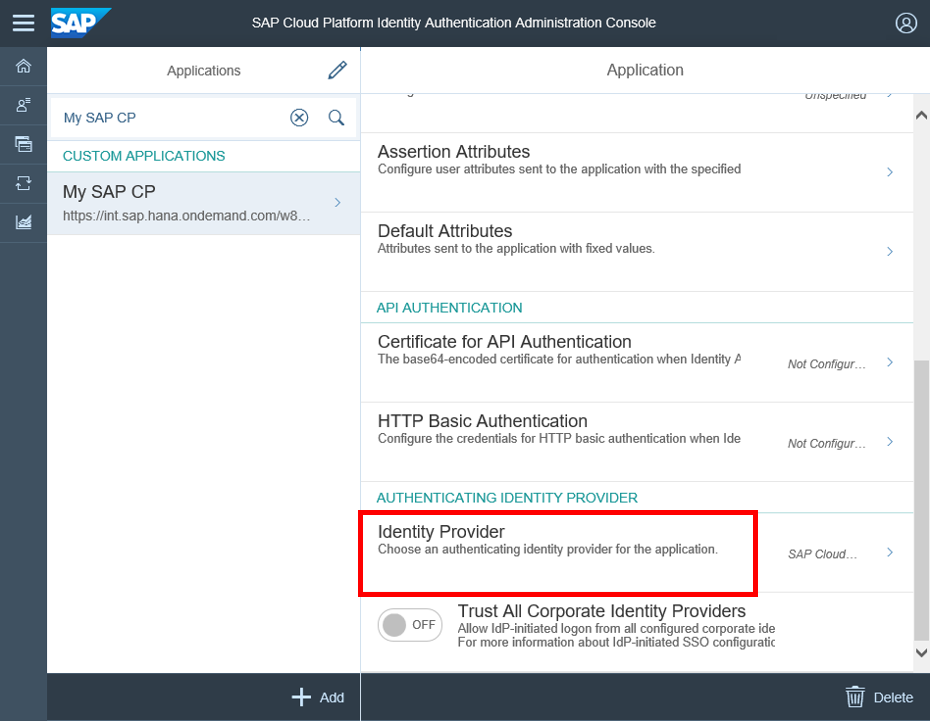 SAP
SAP Cloud Platform Identity Authentication Administration Console
Applications
My SAP CP
CUSTOM APPLICATIONS
My SAP CP
https://int.sap.hana.ondemand.com/w8...
Add
Application
Unspecified
Assertion Attributes
Configure user attributes sent to the application with the specified
Default Attributes
Attributes sent to the application with fixed values.
API AUTHENTICATION
Certificate for API Authentication
The base64-encoded certificate for authentication when Identity A
Not Configur...
HTTP Basic Authentication
Configure the credentials for HTTP basic authentication when Ide
Not Configur...
AUTHENTICATING IDENTITY PROVIDER
Identity Provider
Choose an authenticating identity provider for the application.
SAP Cloud...
OFF
Trust All Corporate Identity Providers
Allow IdP-initiated logon from all configured corporate ide
For more information about IdP-initiated SSO configuratic
Delete